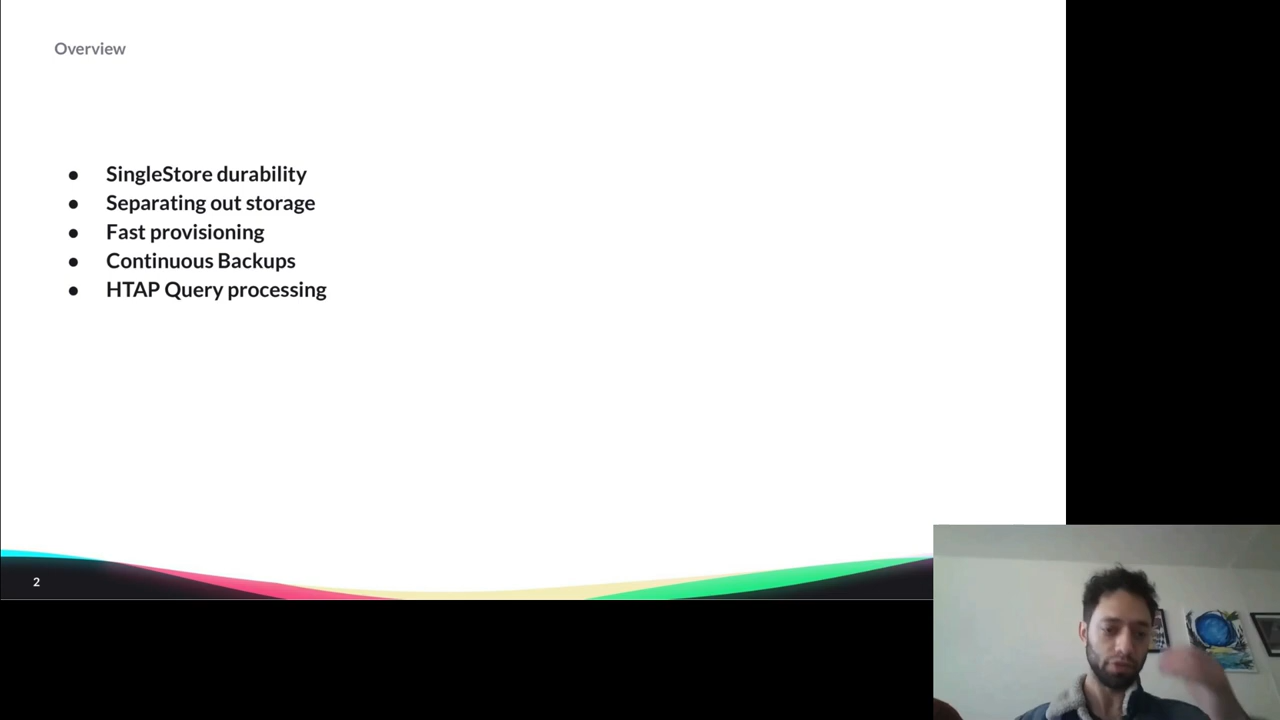 Overview
● SingleStore durability
● Separating out storage
● Fast provisioning
● Continuous Backups
● HTAP Query processing
2